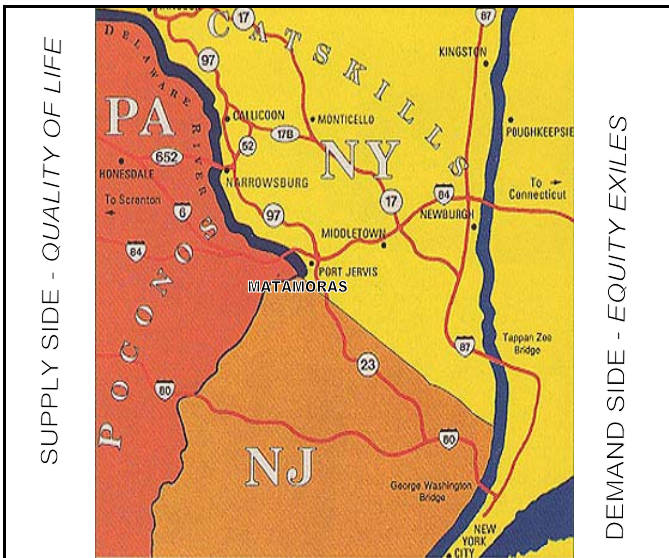 SUPPLY SIDE - QUALITY OF LIFE
17
87
CATSKILLS
KINGSTON
97
DELAWARE RIVER
PA
CALLICOON
MONTICELLO
POUGHKEEPSIE
17B
NY
652
52
HONESDALE
NARROWSBURG
To Scranton
6
97
17
84
NEWBURGH
To
Connecticut
MIDDLETOWN
84
PORT JERVIS
MATAMORAS
POCONOS
87
Tappan Zee
Bridge
23
80
80
NJ
George Washington
Bridge
NEW
YORK
CITY
DEMAND SIDE - EQUITY EXILES